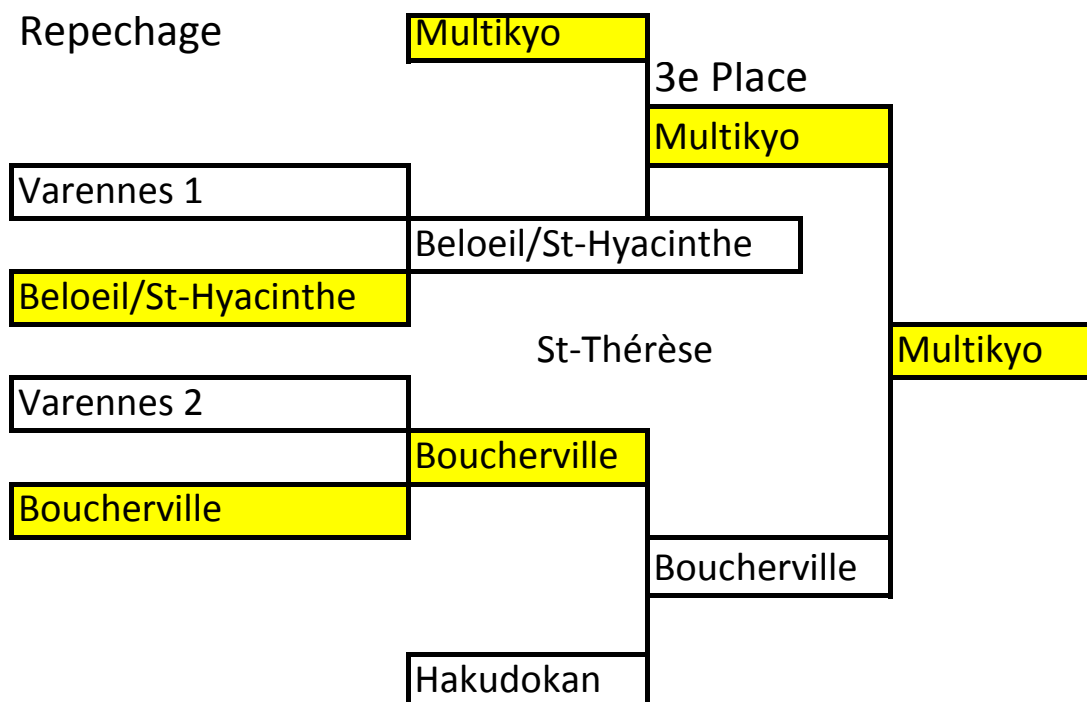 Repechage
Multikyo
3e Place
Multikyo
Varennes 1
Beloeil/St-Hyacinthe
Beloeil/St-Hyacinthe
St-Thérèse
Multikyo
Varennes 2
Boucherville
Boucherville
Boucherville
Hakudokan